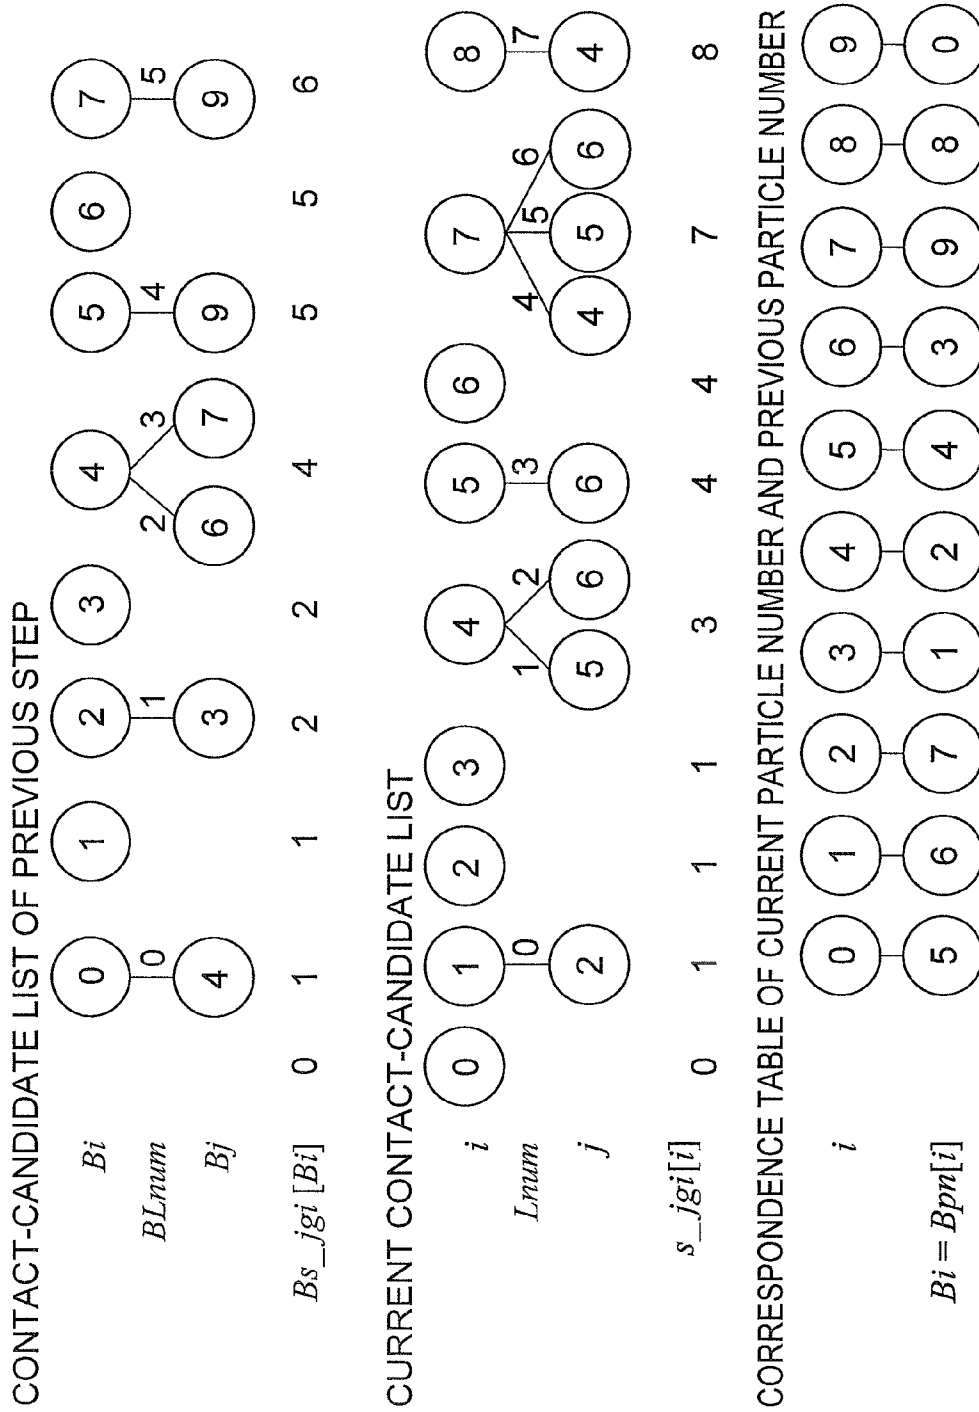 CONTACT-CANDIDATE LIST OF PREVIOUS STEP
Bi 0 1 2 3 4 5 6 7
BLnum 0 1 2 3 4 5
Bj 4 3 6 7 9 9
Bs_jgi [Bi] 0 1 1 2 2 4 5 5 6
CURRENT CONTACT-CANDIDATE LIST
i 0 1 2 3 4 5 6 7 8
Lnum 0 1 2 3 4 5 6 7
j 2 5 6 6 4 5 6 4
s_jgi[i] 0 1 1 1 3 4 4 7 8
CORRESPONDENCE TABLE OF CURRENT PARTICLE NUMBER AND PREVIOUS PARTICLE NUMBER
i 0 1 2 3 4 5 6 7 8 9
Bi = Bpn[i] 5 6 7 1 2 4 3 9 8 0